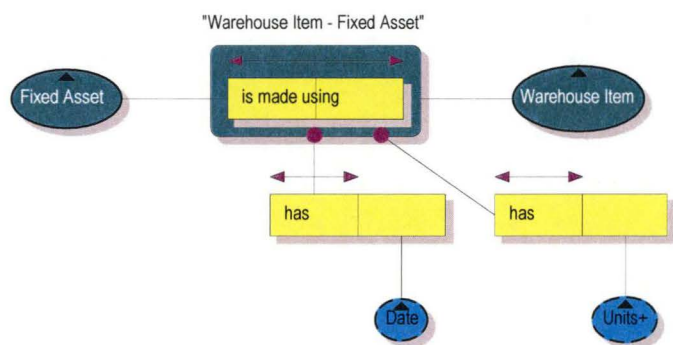 "Warehouse Item - Fixed Asset"
Fixed Asset
is made using
Warehouse Item
has
has
Date
Units+